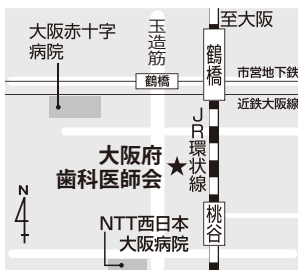 至大阪
大阪赤十字
病院
玉造筋
鶴橋
鶴橋
市営地下鉄
近鉄大阪線
JR環状線
大阪府
歯科医師会
★
N
桃谷
NTT西日本
大阪病院